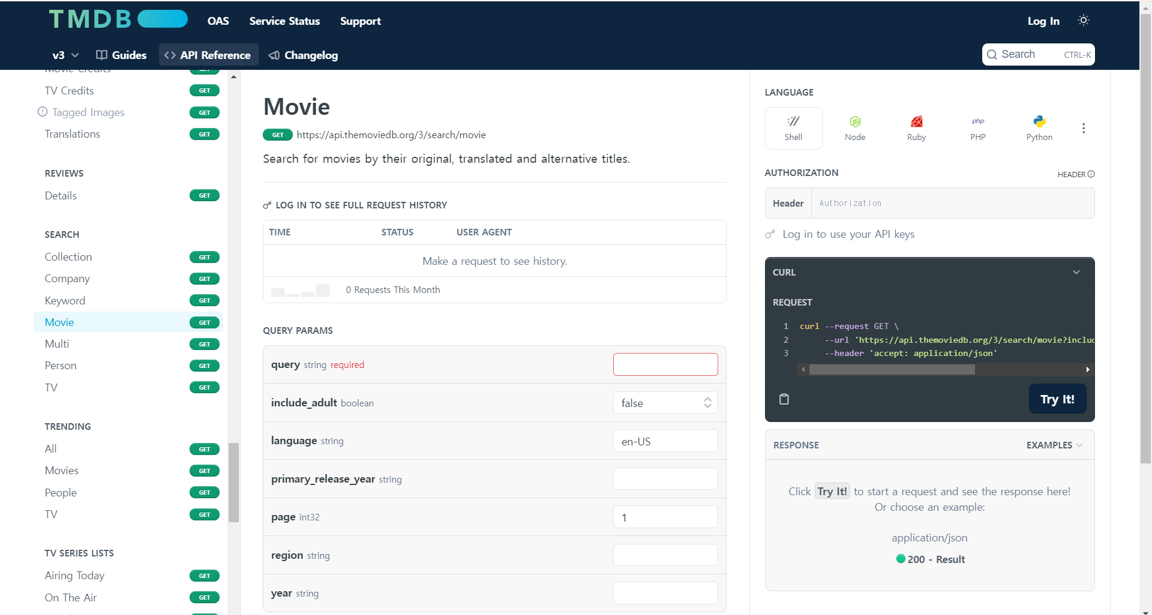 TMDB
OAS
Service Status
Support
Log In
v3
Guides
API Reference
Changelog
Search
CTRL-K
Movie Credits
GET
TV Credits
GET
Tagged Images
GET
Translations
GET
REVIEWS
Details
GET
SEARCH
Collection
GET
Company
GET
Keyword
GET
Movie
GET
Multi
GET
Person
GET
TV
GET
TRENDING
All
GET
Movies
GET
People
GET
TV
GET
TV SERIES LISTS
Airing Today
GET
On The Air
GET
Movie
GET https://api.themoviedb.org/3/search/movie
Search for movies by their original, translated and alternative titles.
LOG IN TO SEE FULL REQUEST HISTORY
TIME
STATUS
USER AGENT
Make a request to see history.
0 Requests This Month
QUERY PARAMS
query string required
include_adult boolean
false
language string
en-US
primary_release_year string
page int32
1
region string
year string
LANGUAGE
Shell
Node
php
Ruby
PHP
Python
AUTHORIZATION
HEADER
Header
Authorization
Log in to use your API keys
CURL
REQUEST
1 curl --request GET \
2 --url 'https://api.themoviedb.org/3/search/movie?includ
3 --header 'accept: application/json'
Try It!
RESPONSE
EXAMPLES
Click Try It! to start a request and see the response here!
Or choose an example:
application/json
200 - Result